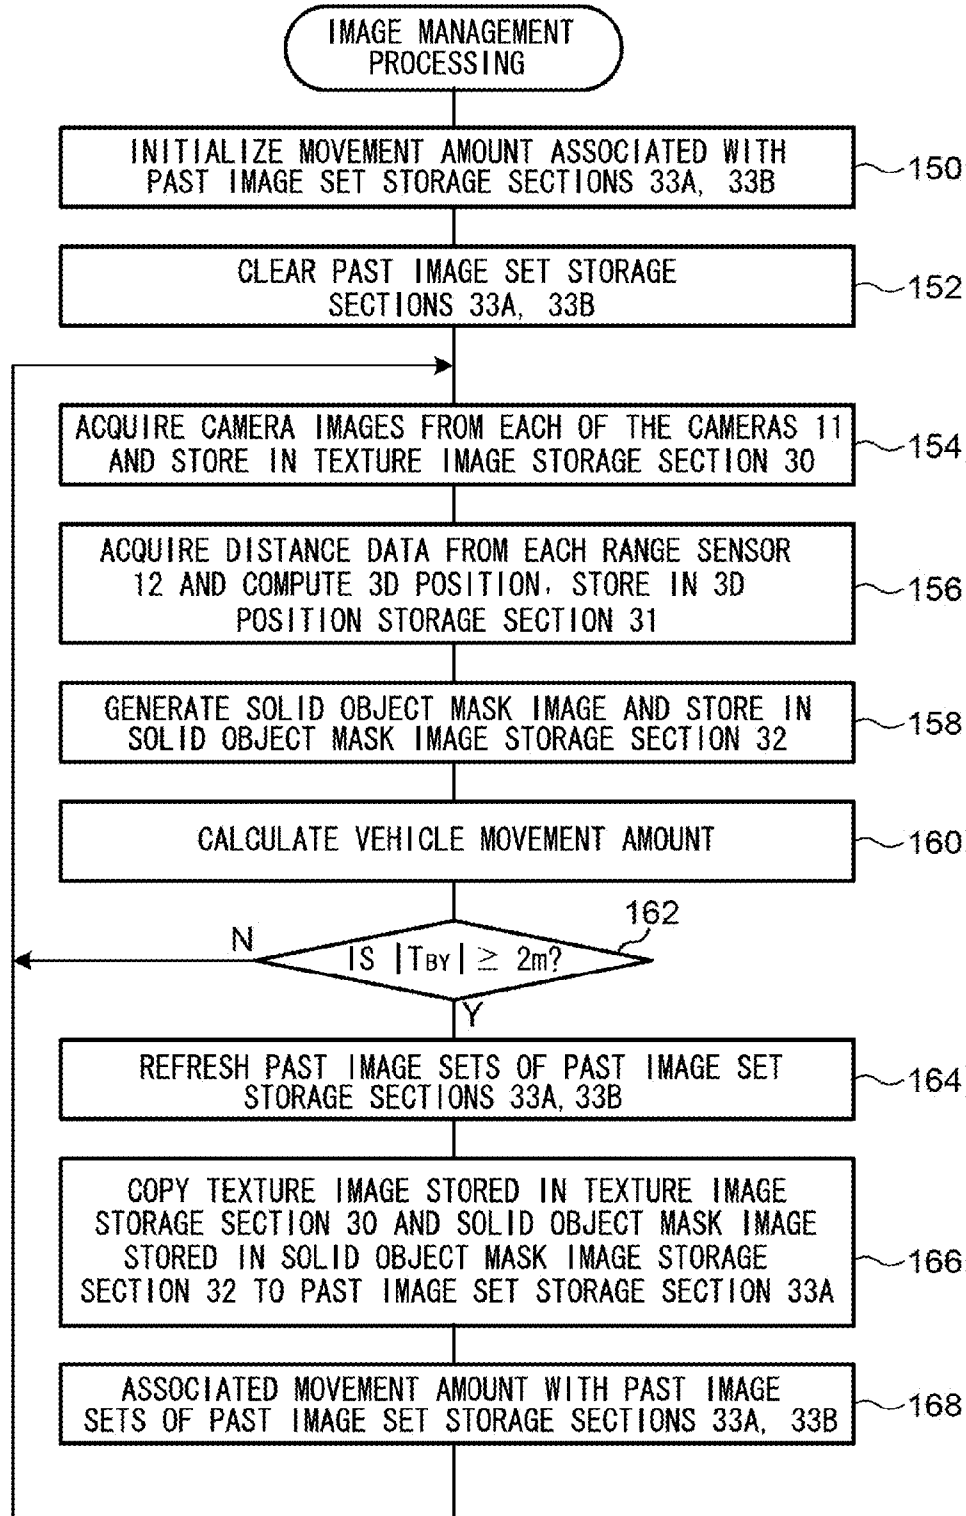 IMAGE MANAGEMENT
PROCESSING
INITIALIZE MOVEMENT AMOUNT ASSOCIATED WITH
PAST IMAGE SET STORAGE SECTIONS 33A, 33B
150
CLEAR PAST IMAGE SET STORAGE
SECTIONS 33A, 33B
152
ACQUIRE CAMERA IMAGES FROM EACH OF THE CAMERAS 11
AND STORE IN TEXTURE IMAGE STORAGE SECTION 30
154
ACQUIRE DISTANCE DATA FROM EACH RANGE SENSOR
12 AND COMPUTE 3D POSITION, STORE IN 3D
POSITION STORAGE SECTION 31
156
GENERATE SOLID OBJECT MASK IMAGE AND STORE IN
SOLID OBJECT MASK IMAGE STORAGE SECTION 32
158
CALCULATE VEHICLE MOVEMENT AMOUNT
160
162
N
IS |TBY| ≧ 2m?
Y
REFRESH PAST IMAGE SETS OF PAST IMAGE SET
STORAGE SECTIONS 33A, 33B
164
COPY TEXTURE IMAGE STORED IN TEXTURE IMAGE
STORAGE SECTION 30 AND SOLID OBJECT MASK IMAGE
STORED IN SOLID OBJECT MASK IMAGE STORAGE
SECTION 32 TO PAST IMAGE SET STORAGE SECTION 33A
166
ASSOCIATED MOVEMENT AMOUNT WITH PAST IMAGE
SETS OF PAST IMAGE SET STORAGE SECTIONS 33A, 33B
168